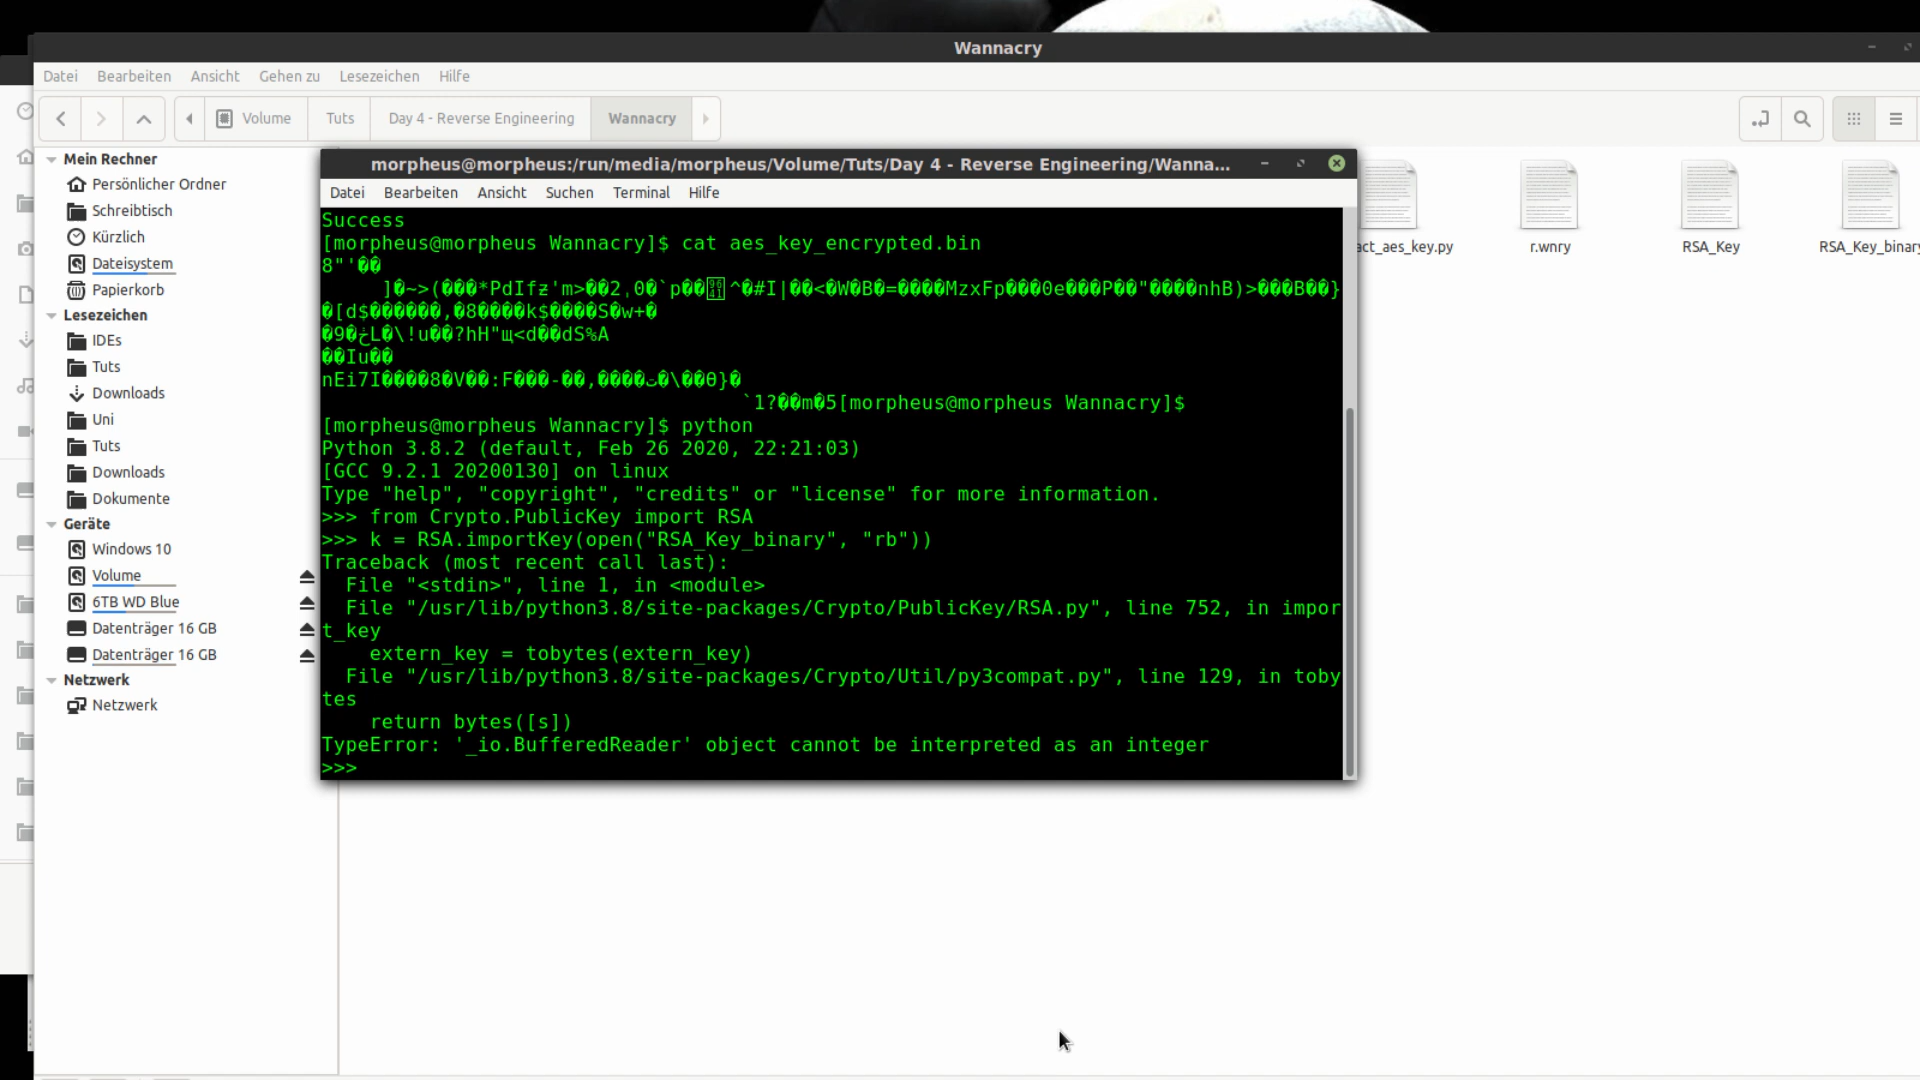 Wannacry
Datei Bearbeiten Ansicht Gehen zu Lesezeichen Hilfe
Volume Tuts Day 4 - Reverse Engineering Wannacry
Mein Rechner
Persönlicher Ordner
Schreibtisch
Kürzlich
Dateisystem
Papierkorb
Lesezeichen
IDEs
Tuts
Downloads
Uni
Tuts
Downloads
Dokumente
Geräte
Windows 10
Volume
6TB WD Blue
Datenträger 16 GB
Datenträger 16 GB
Netzwerk
Netzwerk
morpheus@morpheus:/run/media/morpheus/Volume/Tuts/Day 4 - Reverse Engineering/Wanna...
Datei Bearbeiten Ansicht Suchen Terminal Hilfe
Success
[morpheus@morpheus Wannacry]$ cat aes_key_encrypted.bin
8"'��
�[d$������,�8����k$����S�w+�
��Iu��
`1?��m�5[morpheus@morpheus Wannacry]$
[morpheus@morpheus Wannacry]$ python
Python 3.8.2 (default, Feb 26 2020, 22:21:03)
[GCC 9.2.1 20200130] on linux
Type "help", "copyright", "credits" or "license" for more information.
>>> from Crypto.PublicKey import RSA
>>> k = RSA.importKey(open("RSA_Key_binary", "rb"))
Traceback (most recent call last):
  File "<stdin>", line 1, in <module>
  File "/usr/lib/python3.8/site-packages/Crypto/PublicKey/RSA.py", line 752, in impor
t_key
    extern_key = tobytes(extern_key)
  File "/usr/lib/python3.8/site-packages/Crypto/Util/py3compat.py", line 129, in toby
tes
    return bytes([s])
TypeError: '_io.BufferedReader' object cannot be interpreted as an integer
>>>
act_aes_key.py
r.wnry
RSA_Key
RSA_Key_binary